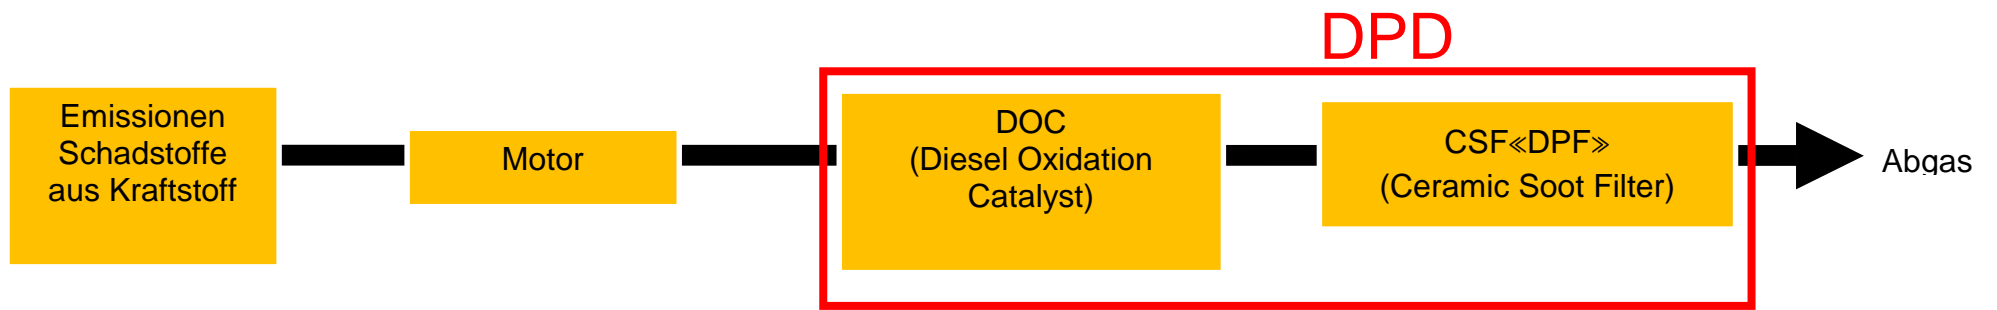 DPD
Emissionen
Schadstoffe
aus Kraftstoff
Motor
DOC
(Diesel Oxidation
Catalyst)
CSF≪DPF≫
(Ceramic Soot Filter)
Abgas